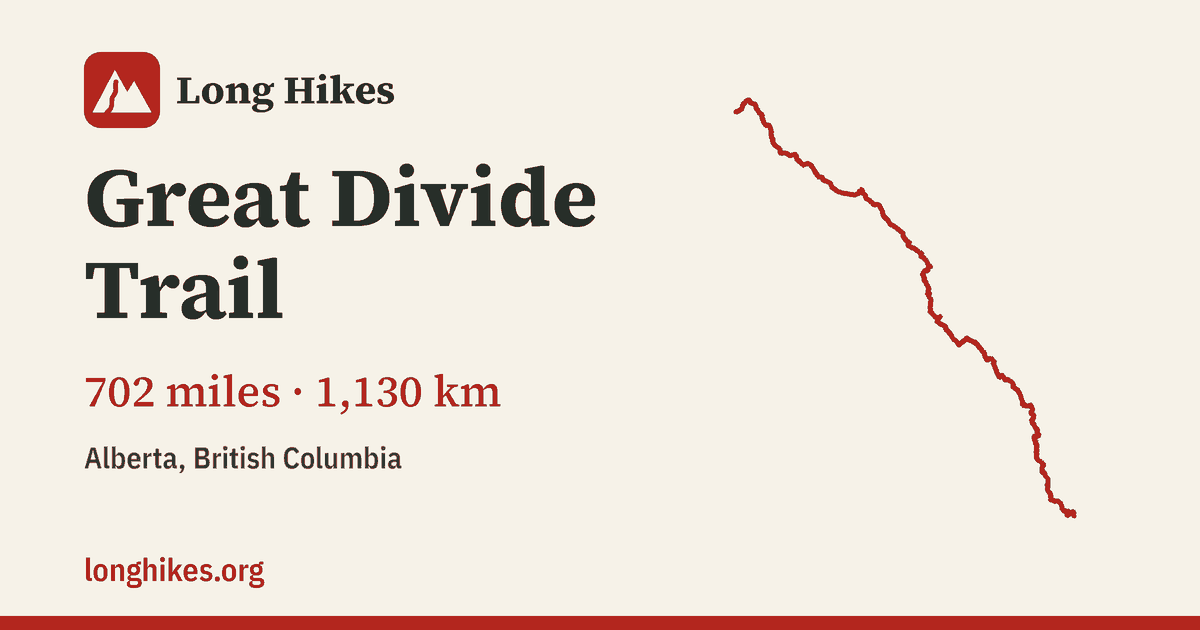 Long Hikes
Great Divide
Trail
702 miles · 1,130 km
Alberta, British Columbia
longhikes.org